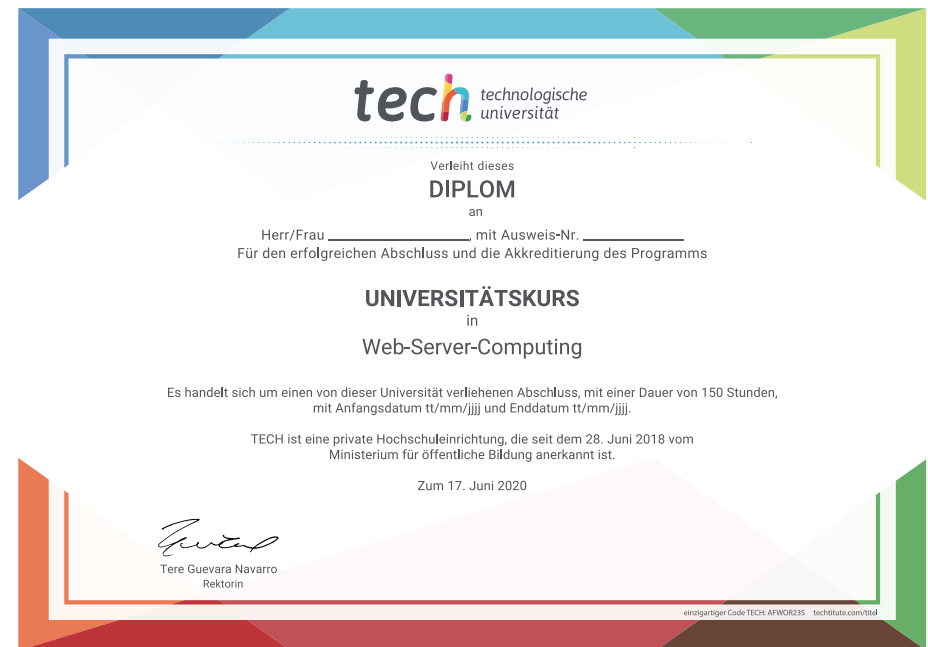 tech technologische
universität
Verleiht dieses
DIPLOM
an
Herr/Frau ____________, mit Ausweis-Nr. ____________
Für den erfolgreichen Abschluss und die Akkreditierung des Programms
UNIVERSITÄTSKURS
in
Web-Server-Computing
Es handelt sich um einen von dieser Universität verliehenen Abschluss, mit einer Dauer von 150 Stunden,
mit Anfangsdatum tt/mm/jjjj und Enddatum tt/mm/jjjj.
TECH ist eine private Hochschuleinrichtung, die seit dem 28. Juni 2018 vom
Ministerium für öffentliche Bildung anerkannt ist.
Zum 17. Juni 2020
Tere Guevara Navarro
Rektorin
einzigartiger Code TECH: AFWOR23S techtitute.com/titel